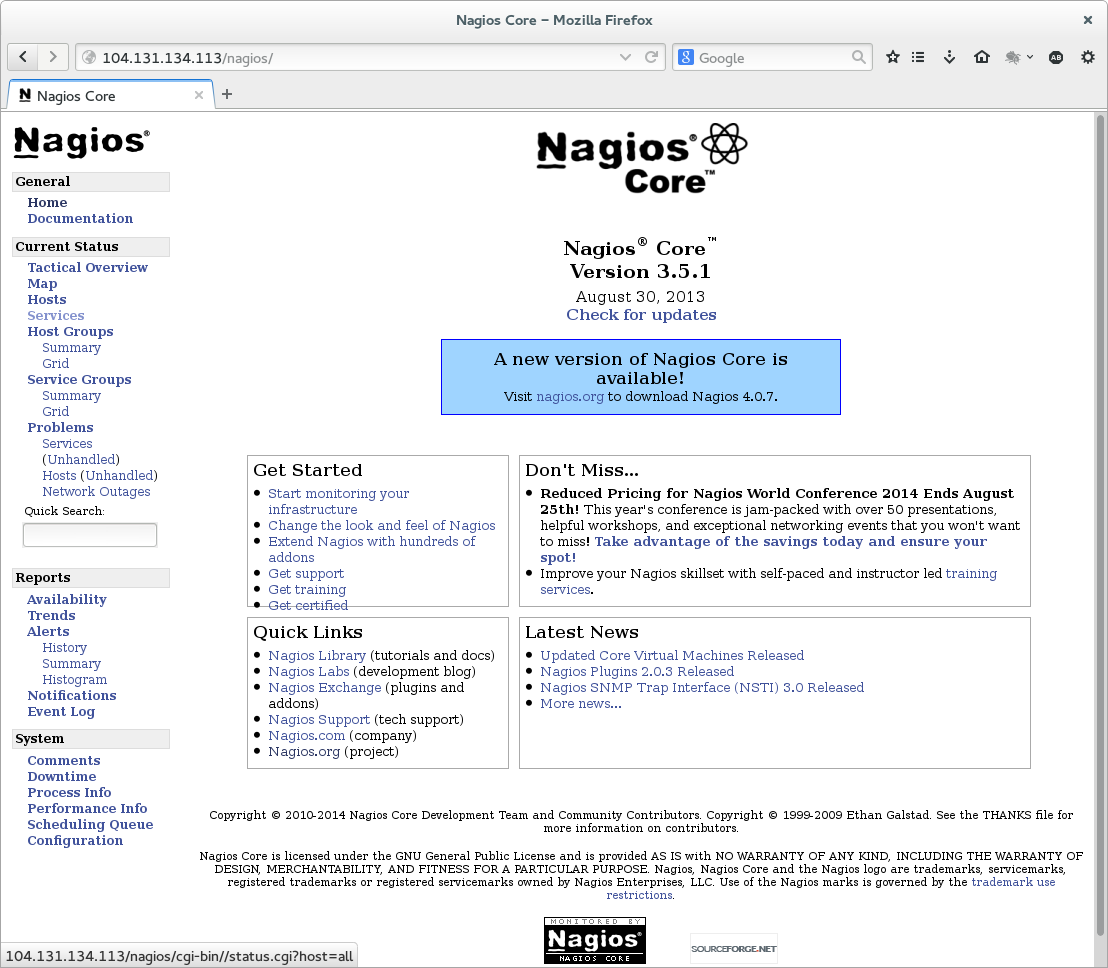 Nagios Core - Mozilla Firefox
104.131.134.113/nagios/
Google
Nagios Core
Nagios®
General
Home
Documentation
Current Status
Tactical Overview
Map
Hosts
Services
Host Groups
Summary
Grid
Service Groups
Summary
Grid
Problems
Services
(Unhandled)
Hosts (Unhandled)
Network Outages
Quick Search:
Reports
Availability
Trends
Alerts
History
Summary
Histogram
Notifications
Event Log
System
Comments
Downtime
Process Info
Performance Info
Scheduling Queue
Configuration
Nagios®
Core™
Nagios® Core™
Version 3.5.1
August 30, 2013
Check for updates
A new version of Nagios Core is
available!
Visit nagios.org to download Nagios 4.0.7.
Get Started
Start monitoring your
infrastructure
Change the look and feel of Nagios
Extend Nagios with hundreds of
addons
Get support
Get training
Get certified
Don't Miss...
Reduced Pricing for Nagios World Conference 2014 Ends August
25th! This year's conference is jam-packed with over 50 presentations,
helpful workshops, and exceptional networking events that you won't want
to miss! Take advantage of the savings today and ensure your
spot!
Improve your Nagios skillset with self-paced and instructor led training
services.
Quick Links
Nagios Library (tutorials and docs)
Nagios Labs (development blog)
Nagios Exchange (plugins and
addons)
Nagios Support (tech support)
Nagios.com (company)
Nagios.org (project)
Latest News
Updated Core Virtual Machines Released
Nagios Plugins 2.0.3 Released
Nagios SNMP Trap Interface (NSTI) 3.0 Released
More news...
Copyright © 2010-2014 Nagios Core Development Team and Community Contributors. Copyright © 1999-2009 Ethan Galstad. See the THANKS file for
more information on contributors.
Nagios Core is licensed under the GNU General Public License and is provided AS IS with NO WARRANTY OF ANY KIND, INCLUDING THE WARRANTY OF
DESIGN, MERCHANTABILITY, AND FITNESS FOR A PARTICULAR PURPOSE. Nagios, Nagios Core and the Nagios logo are trademarks, servicemarks,
registered trademarks or registered servicemarks owned by Nagios Enterprises, LLC. Use of the Nagios marks is governed by the trademark use
restrictions.
MONITORED BY
Nagios®
NAGIOS CORE
SOURCEFORGE.NET
104.131.134.113/nagios/cgi-bin//status.cgi?host=all